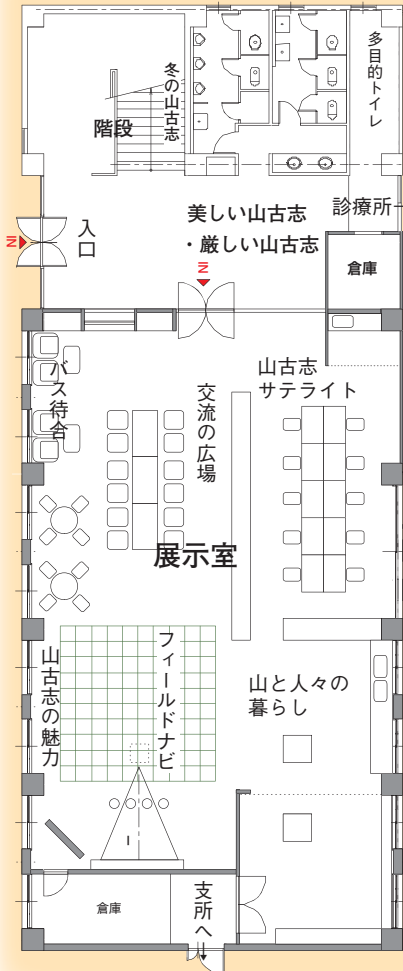 多目的トイレ
冬の山古志
階段
美しい山古志
・厳しい山古志
診療所
入口
IN
IN
倉庫
バス待合
交流の広場
山古志
サテライト
展示室
山古志の魅力
フィールドナビ
山と人々の
暮らし
倉庫
支所へ